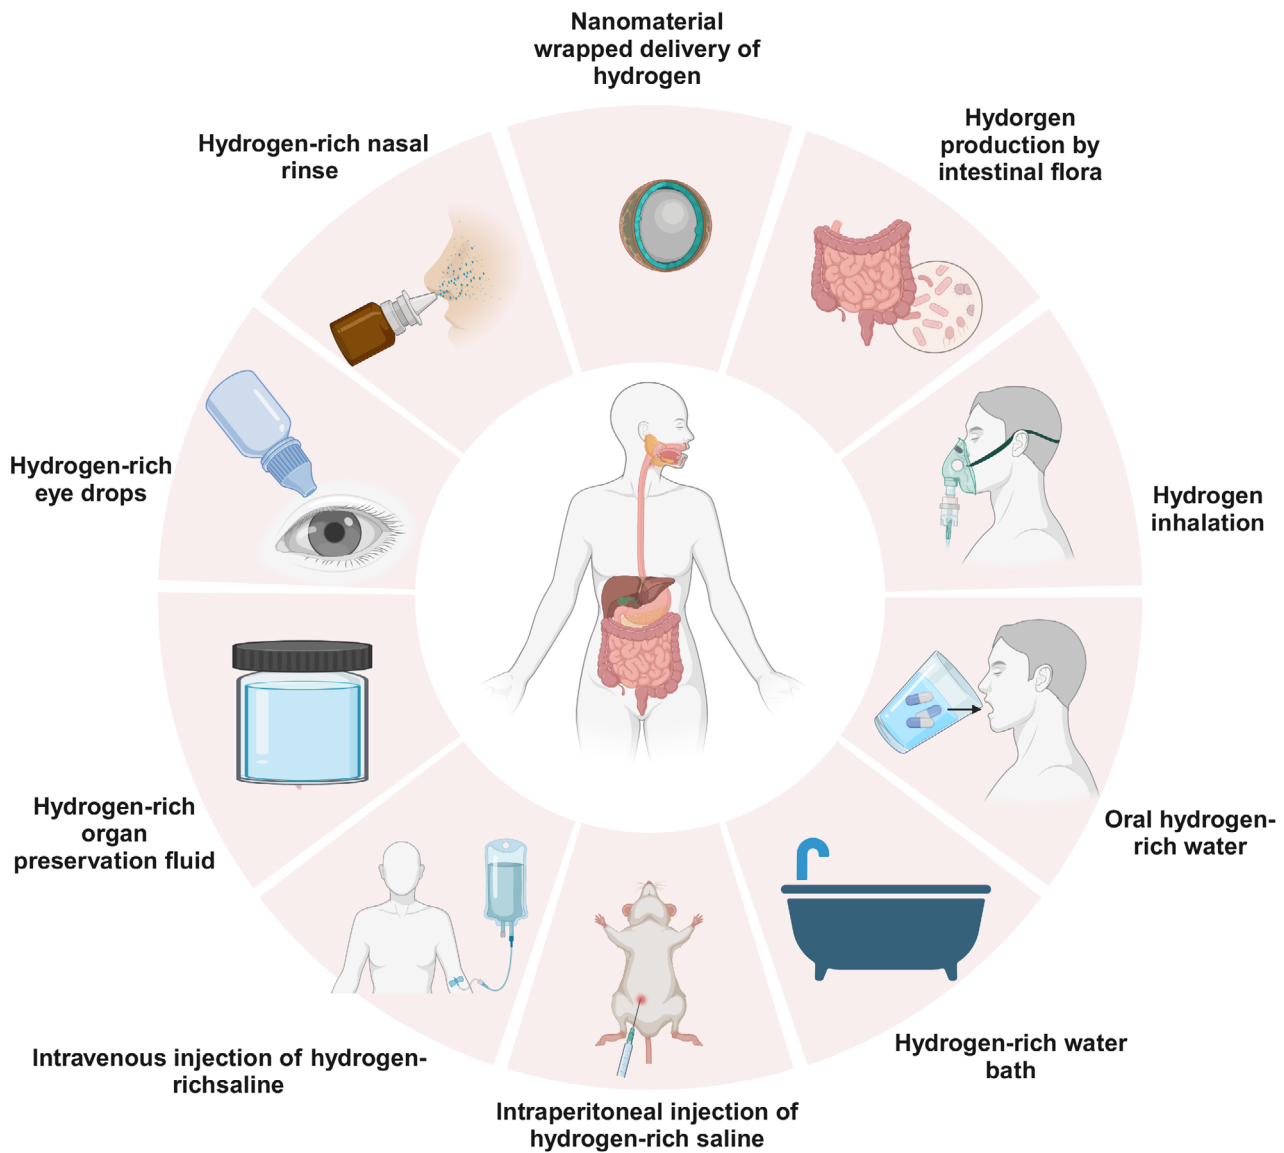 Nanomaterial
wrapped delivery of
hydrogen
Hydorgen
production by
intestinal flora
Hydrogen
inhalation
Oral hydrogen-
rich water
Hydrogen-rich water
bath
Intraperitoneal injection of
hydrogen-rich saline
Intravenous injection of hydrogen-
richsaline
Hydrogen-rich
organ
preservation fluid
Hydrogen-rich
eye drops
Hydrogen-rich nasal
rinse